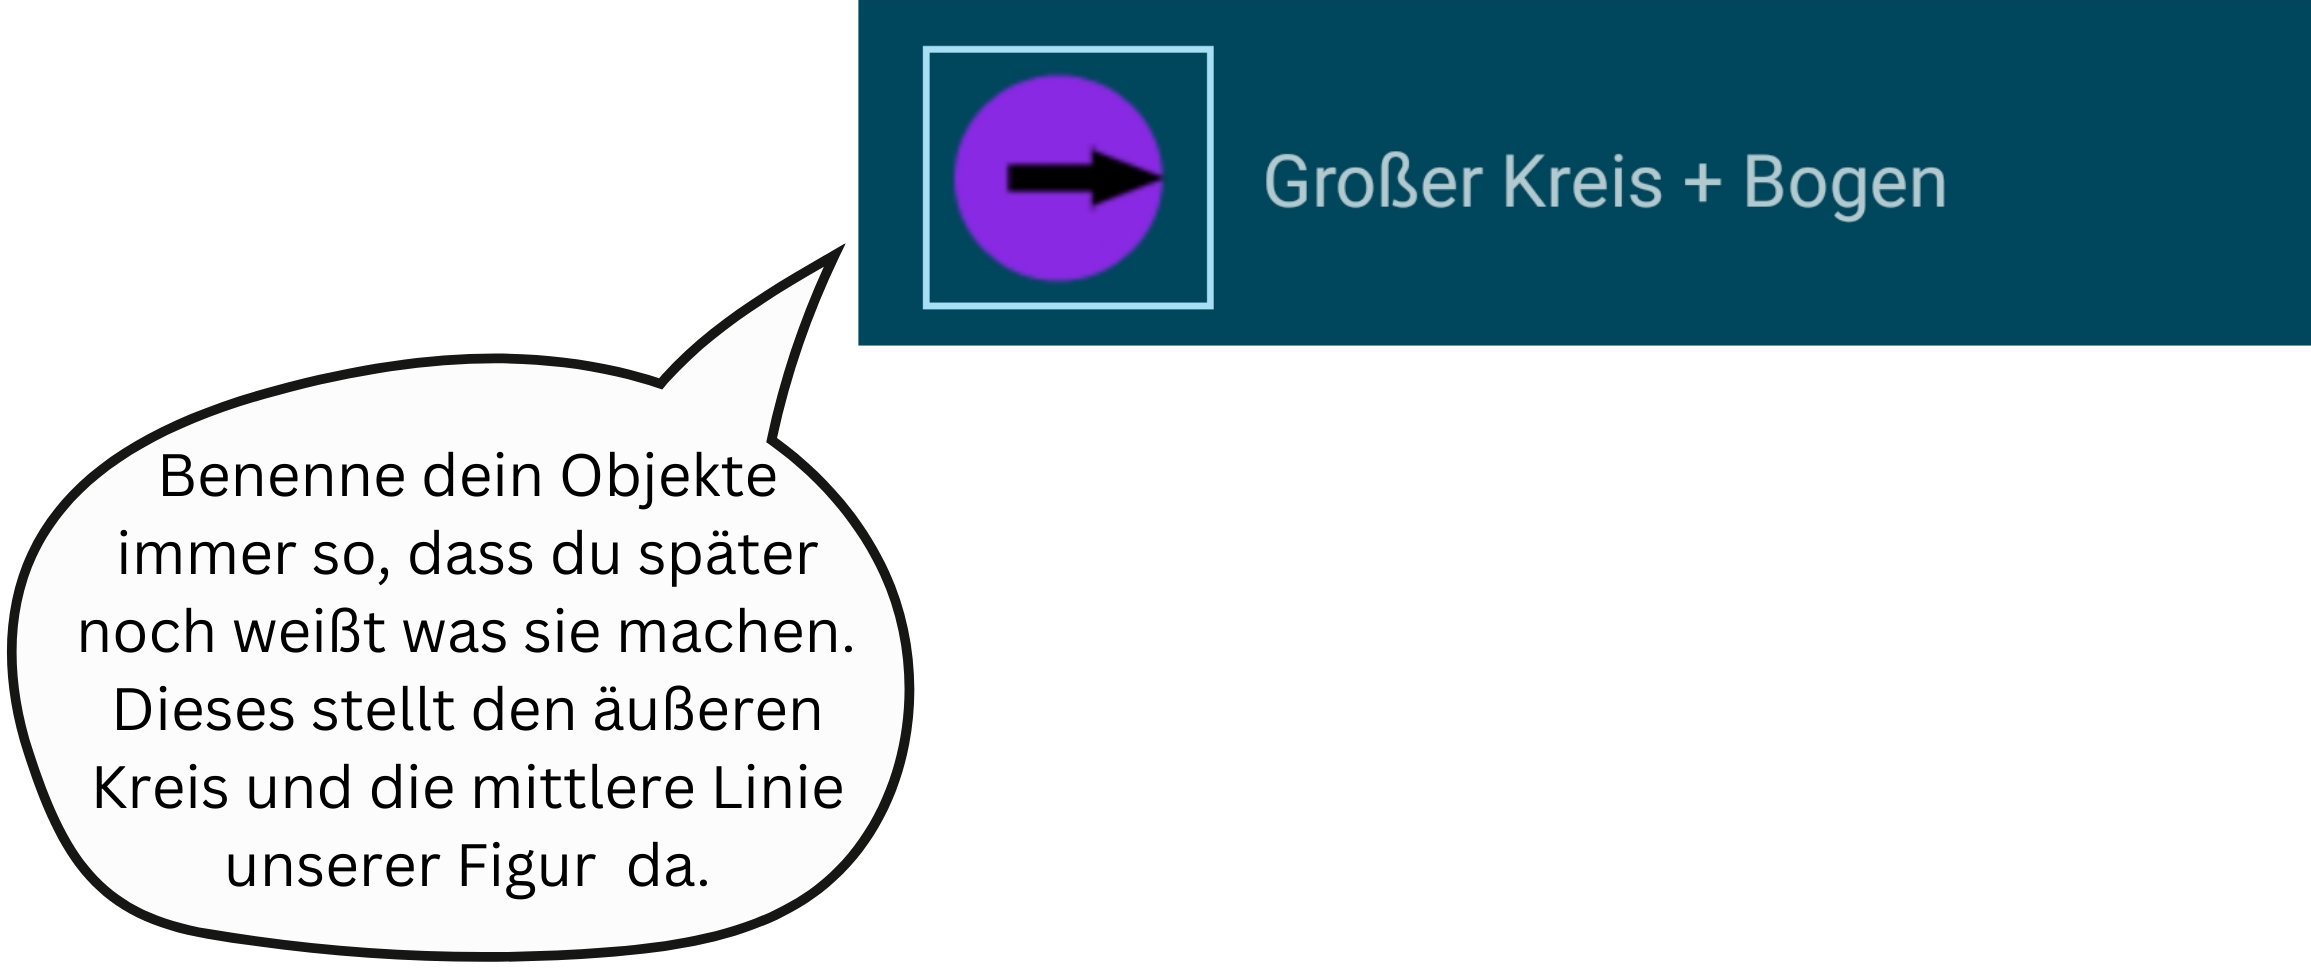 Großer Kreis + Bogen
Benenne dein Objekte
immer so, dass du später
noch weißt was sie machen.
Dieses stellt den äußeren
Kreis und die mittlere Linie
unserer Figur  da.